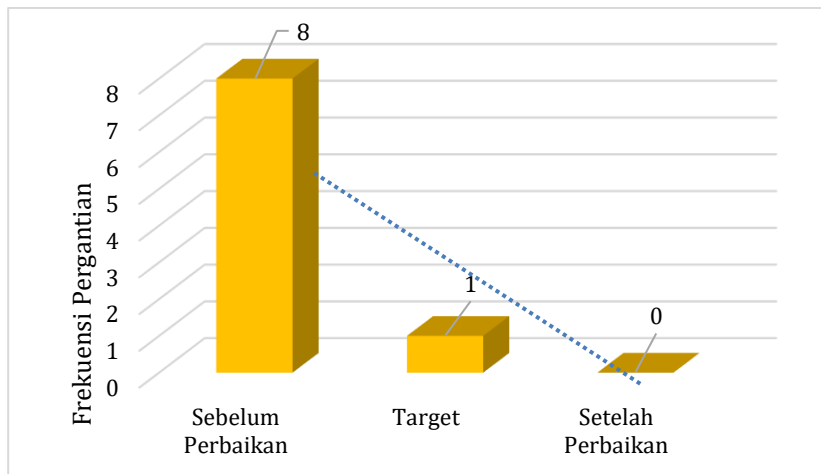 8
8
7
6
5
4
3
2
1
0
Frekuensi Pergantian
1
0
Sebelum
Perbaikan
Target
Setelah
Perbaikan